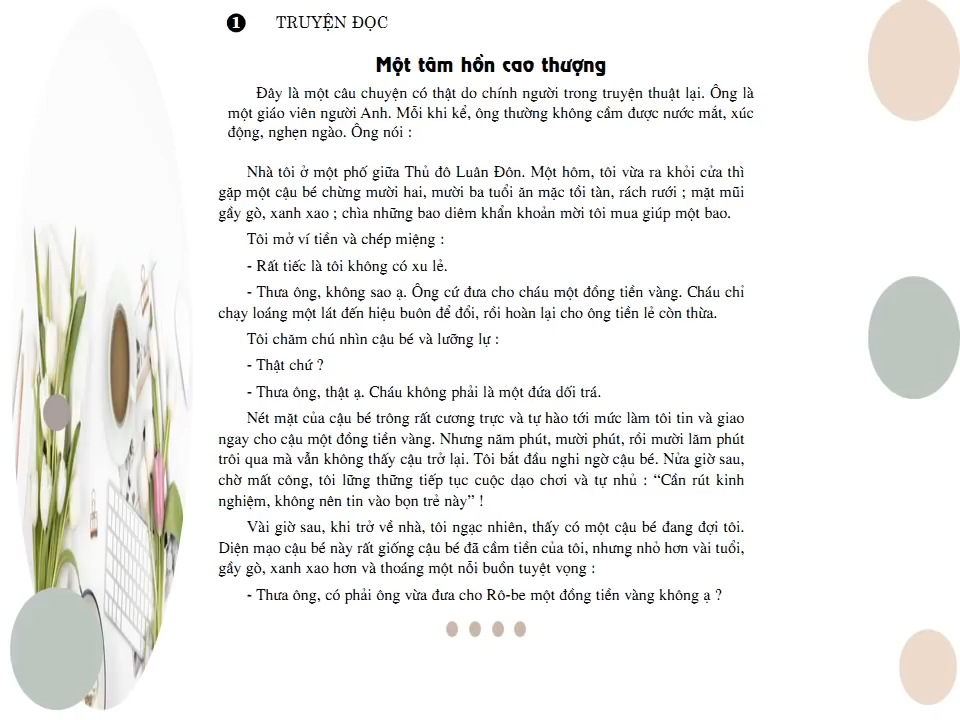 1 TRUYỆN ĐỌC
Một tâm hồn cao thượng
Đây là một câu chuyện có thật do chính người trong truyện thuật lại. Ông là
một giáo viên người Anh. Mỗi khi kể, ông thường không cầm được nước mắt, xúc
động, nghẹn ngào. Ông nói :
Nhà tôi ở một phố giữa Thủ đô Luân Đôn. Một hôm, tôi vừa ra khỏi cửa thì
gặp một cậu bé chừng mười hai, mười ba tuổi ăn mặc tồi tàn, rách rưới ; mặt mũi
gầy gò, xanh xao ; chìa những bao diêm khẩn khoản mời tôi mua giúp một bao.
Tôi mở ví tiền và chép miệng :
- Rất tiếc là tôi không có xu lẻ.
- Thưa ông, không sao ạ. Ông cứ đưa cho cháu một đồng tiền vàng. Cháu chỉ
chạy loáng một lát đến hiệu buôn để đổi, rồi hoàn lại cho ông tiền lẻ còn thừa.
Tôi chăm chú nhìn cậu bé và lưỡng lự :
- Thật chứ ?
- Thưa ông, thật ạ. Cháu không phải là một đứa dối trá.
Nét mặt của cậu bé trông rất cương trực và tự hào tới mức làm tôi tin và giao
ngay cho cậu một đồng tiền vàng. Nhưng năm phút, mười phút, rồi mười lăm phút
trôi qua mà vẫn không thấy cậu trở lại. Tôi bắt đầu nghi ngờ cậu bé. Nửa giờ sau,
chờ mất công, tôi lững thững tiếp tục cuộc dạo chơi và tự nhủ : “Cần rút kinh
nghiệm, không nên tin vào bọn trẻ này” !
Vài giờ sau, khi trở về nhà, tôi ngạc nhiên, thấy có một cậu bé đang đợi tôi.
Diện mạo cậu bé này rất giống cậu bé đã cầm tiền của tôi, nhưng nhỏ hơn vài tuổi,
gầy gò, xanh xao hơn và thoáng một nỗi buồn tuyệt vọng :
- Thưa ông, có phải ông vừa đưa cho Rô-be một đồng tiền vàng không ạ ?